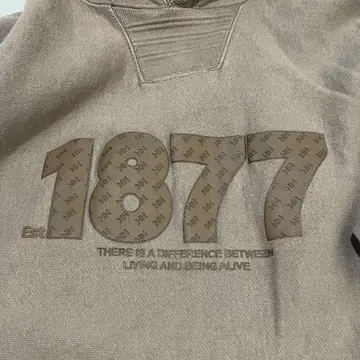 Est 1877
THERE IS A DIFFERENCE BETWEEN
LIVING AND BEING ALIVE